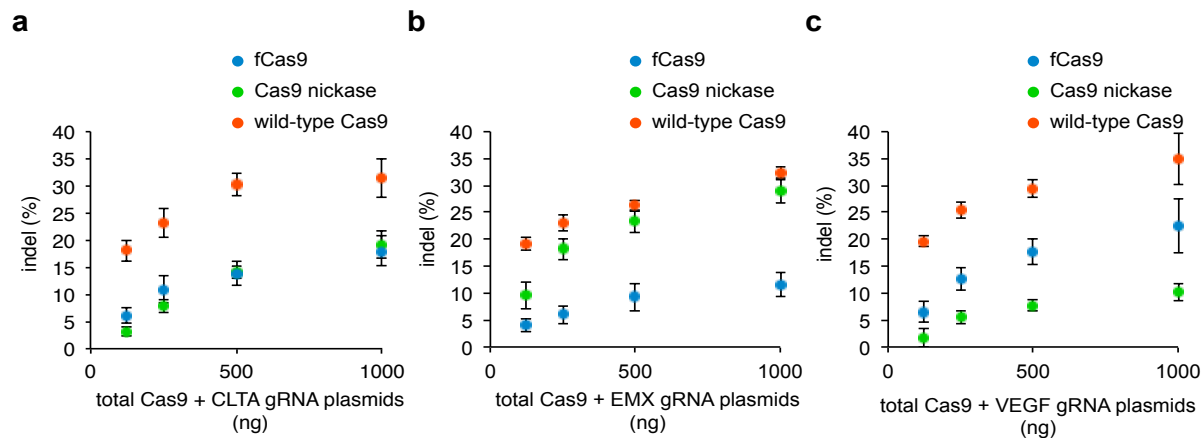 a
fCas9
Cas9 nickase
wild-type Cas9
40
35
30
25
20
15
10
5
0
indel (%)
0
500
1000
total Cas9 + CLTA gRNA plasmids
(ng)
b
fCas9
Cas9 nickase
wild-type Cas9
40
35
30
25
20
15
10
5
0
indel (%)
0
500
1000
total Cas9 + EMX gRNA plasmids
(ng)
c
fCas9
Cas9 nickase
wild-type Cas9
40
35
30
25
20
15
10
5
0
indel (%)
0
500
1000
total Cas9 + VEGF gRNA plasmids
(ng)